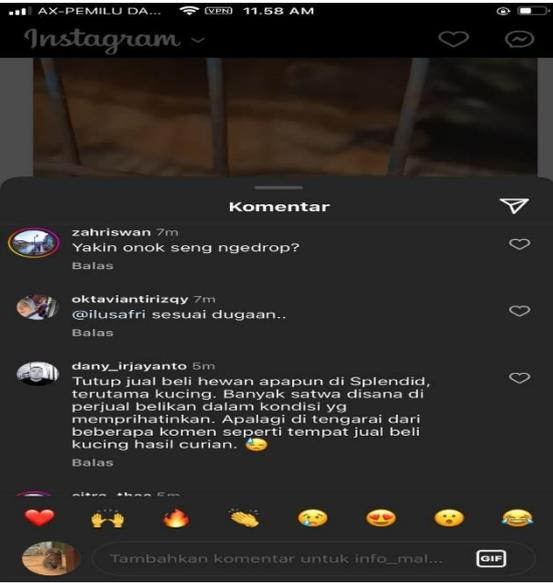 AX-PEMILU DA... VPN 11.58 AM
Instagram
Komentar
zahriswan 7m
Yakin onok seng ngedrop?
Balas
oktaviantirizqy 7m
@ilusafri sesuai dugaan..
Balas
dany_irjayanto 5m
Tutup jual beli hewan apapun di Splendid,
terutama kucing. Banyak satwa disana di
perjual belikan dalam kondisi yg
memprihatinkan. Apalagi di tengarai dari
beberapa komen seperti tempat jual beli
kucing hasil curian. 😓
Balas
Tambahkan komentar untuk info_mal... GIF